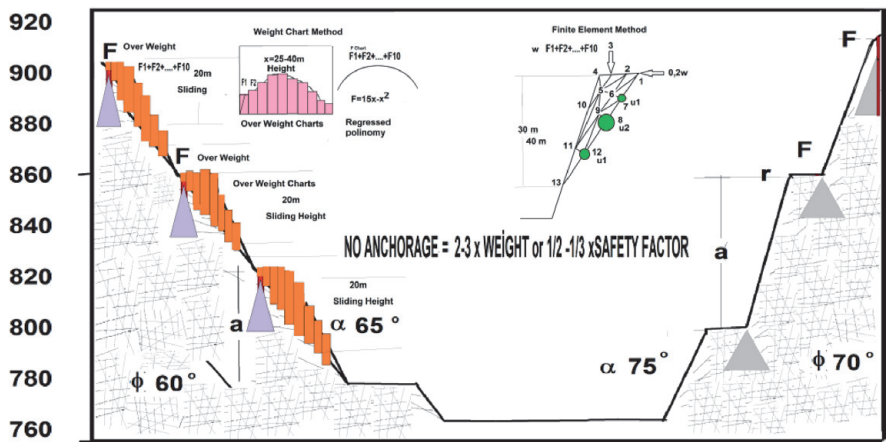 920
900
880
860
840
820
800
780
760
F
Over Weight
F1+F2+....+F10
20m
Sliding
Weight Chart Method
x=25-40m
Height
F1 F2
Over Weight Charts
F Chart
F1+F2+....+F10
F=15x-x2
Regressed
polinomy
Finite Element Method
w F1+F2+....+F10
3
0,2w
4 2 1
5 6
10 9 7 u1
8
u2
30 m
40 m
11 12
u1
13
F
Over Weight
Over Weight Charts
20m
Sliding Height
NO ANCHORAGE = 2-3 x WEİGHT or 1/2 -1/3 xSAFETY FACTOR
20m
Sliding Height
a
α 65°
ϕ 60°
F
r F
a
α 75°
ϕ 70°